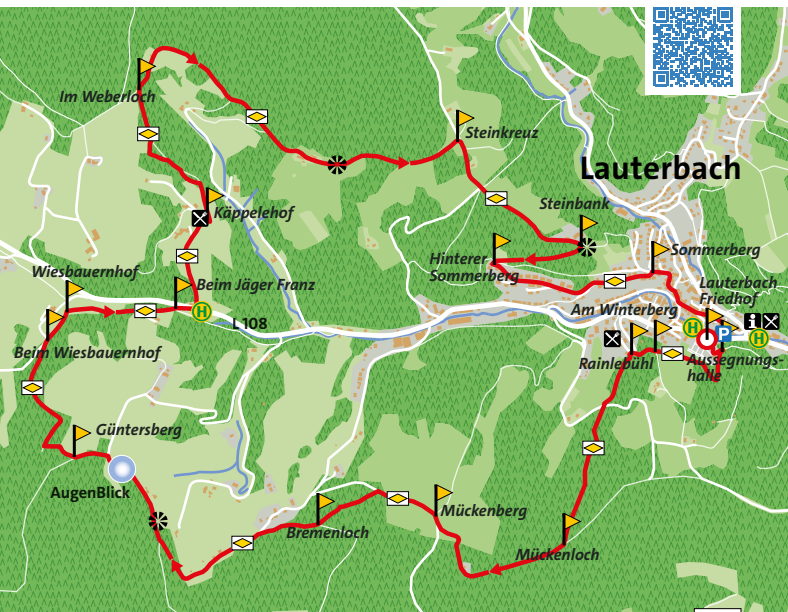 Im Weberloch
Steinkreuz
Lauterbach
Käppelehof
Steinbank
Hinterer
Sommerberg
Sommerberg
Wiesbauernhof
Beim Jäger Franz
Lauterbach
Friedhof
Am Winterberg
i
H
L 108
H
P
H
Beim Wiesbauernhof
Rainlebühl
Aussegnungs-
halle
Güntersberg
AugenBlick
Mückenberg
Bremenloch
Mückenloch